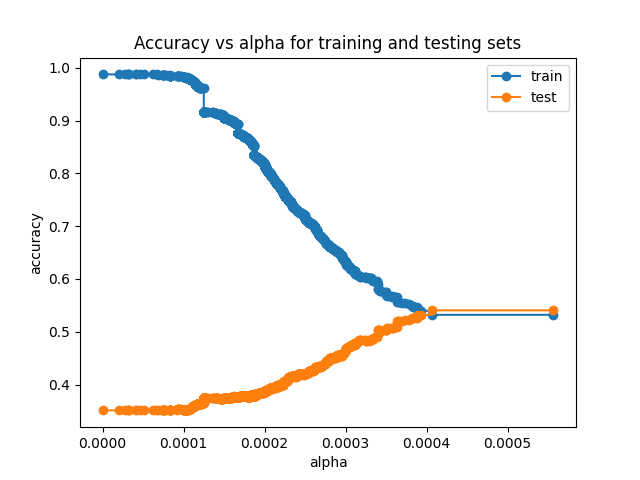 Accuracy vs alpha for training and testing sets
train
test
accuracy
1.0
0.9
0.8
0.7
0.6
0.5
0.4
0.0000 0.0001 0.0002 0.0003 0.0004 0.0005
alpha